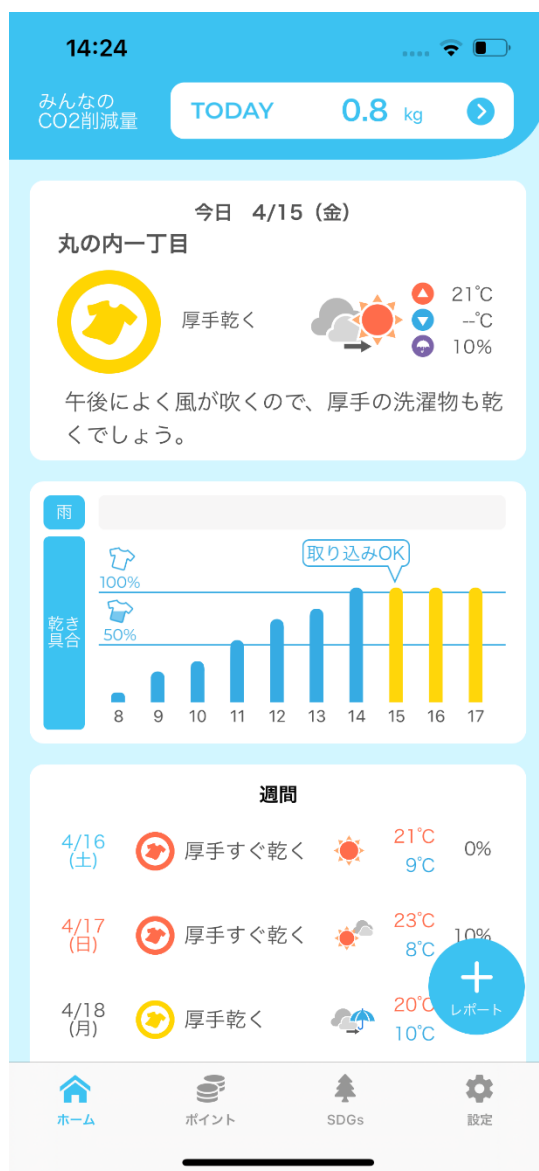 14:24
みんなの
CO2削減量
TODAY 0.8 kg
今日 4/15（金）
丸の内一丁目
厚手乾く
21℃
--℃
10%
午後によく風が吹くので、厚手の洗濯物も乾
くでしょう。
雨
取り込みOK
100%
50%
乾き
具合
8 9 10 11 12 13 14 15 16 17
週間
4/16
(土)
厚手すぐ乾く
21℃
9℃
0%
4/17
(日)
厚手すぐ乾く
23℃
8℃
10%
4/18
(月)
厚手乾く
20℃
10℃
レポート
ホーム ポイント SDGs 設定